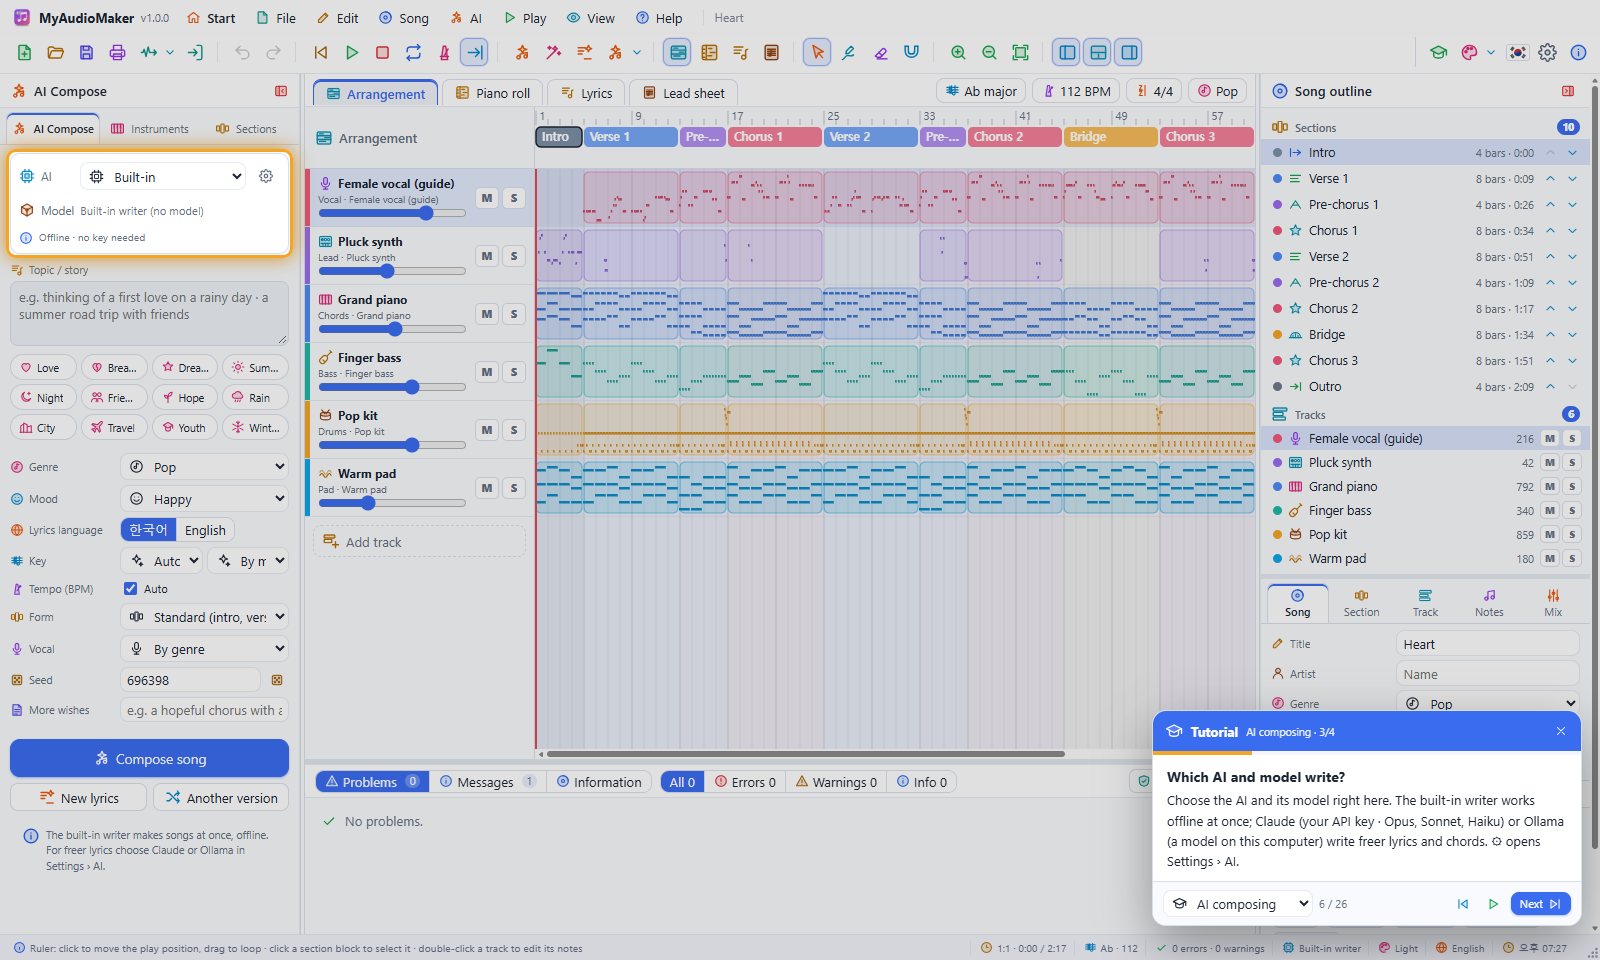 MyAudioMaker v1.0.0 Start File Edit Song AI Play View Help Heart
AI Compose
AI Compose Instruments Sections
AI Built-in
Model Built-in writer (no model)
Offline · no key needed
Topic / story
e.g. thinking of a first love on a rainy day · a
summer road trip with friends
Love Brea... Drea... Sum...
Night Frie... Hope Rain
City Travel Youth Wint...
Genre Pop
Mood Happy
Lyrics language 한국어 English
Key Autc By m
Tempo (BPM) Auto
Form Standard (intro, vers
Vocal By genre
Seed 696398
More wishes e.g. a hopeful chorus with a
Compose song
New lyrics Another version
The built-in writer makes songs at once, offline.
For freer lyrics choose Claude or Ollama in
Settings › AI.
Arrangement Piano roll Lyrics Lead sheet Ab major 112 BPM 4/4 Pop
Arrangement
1 9 17 25 33 41 49 57
Intro Verse 1 Pre-... Chorus 1 Verse 2 Pre-... Chorus 2 Bridge Chorus 3
Female vocal (guide)
Vocal · Female vocal (guide)
M S
Pluck synth
Lead · Pluck synth
M S
Grand piano
Chords · Grand piano
M S
Finger bass
Bass · Finger bass
M S
Pop kit
Drums · Pop kit
M S
Warm pad
Pad · Warm pad
M S
Add track
Problems 0 Messages 1 Information All 0 Errors 0 Warnings 0 Info 0
No problems.
Song outline
Sections 10
Intro 4 bars · 0:00
Verse 1 8 bars · 0:09
Pre-chorus 1 4 bars · 0:26
Chorus 1 8 bars · 0:34
Verse 2 8 bars · 0:51
Pre-chorus 2 4 bars · 1:09
Chorus 2 8 bars · 1:17
Bridge 8 bars · 1:34
Chorus 3 8 bars · 1:51
Outro 4 bars · 2:09
Tracks 6
Female vocal (guide) 216 M S
Pluck synth 42 M S
Grand piano 792 M S
Finger bass 340 M S
Pop kit 859 M S
Warm pad 180 M S
Song Section Track Notes Mix
Title Heart
Artist Name
Genre Pop
Tutorial AI composing · 3/4
Which AI and model write?
Choose the AI and its model right here. The built-in writer works
offline at once; Claude (your API key · Opus, Sonnet, Haiku) or Ollama
(a model on this computer) write freer lyrics and chords. ⚙ opens
Settings › AI.
AI composing 6 / 26 Next
Ruler: click to move the play position, drag to loop · click a section block to select it · double-click a track to edit its notes
1:1 · 0:00 / 2:17 Ab · 112 0 errors · 0 warnings Built-in writer Light English 오후 07:27